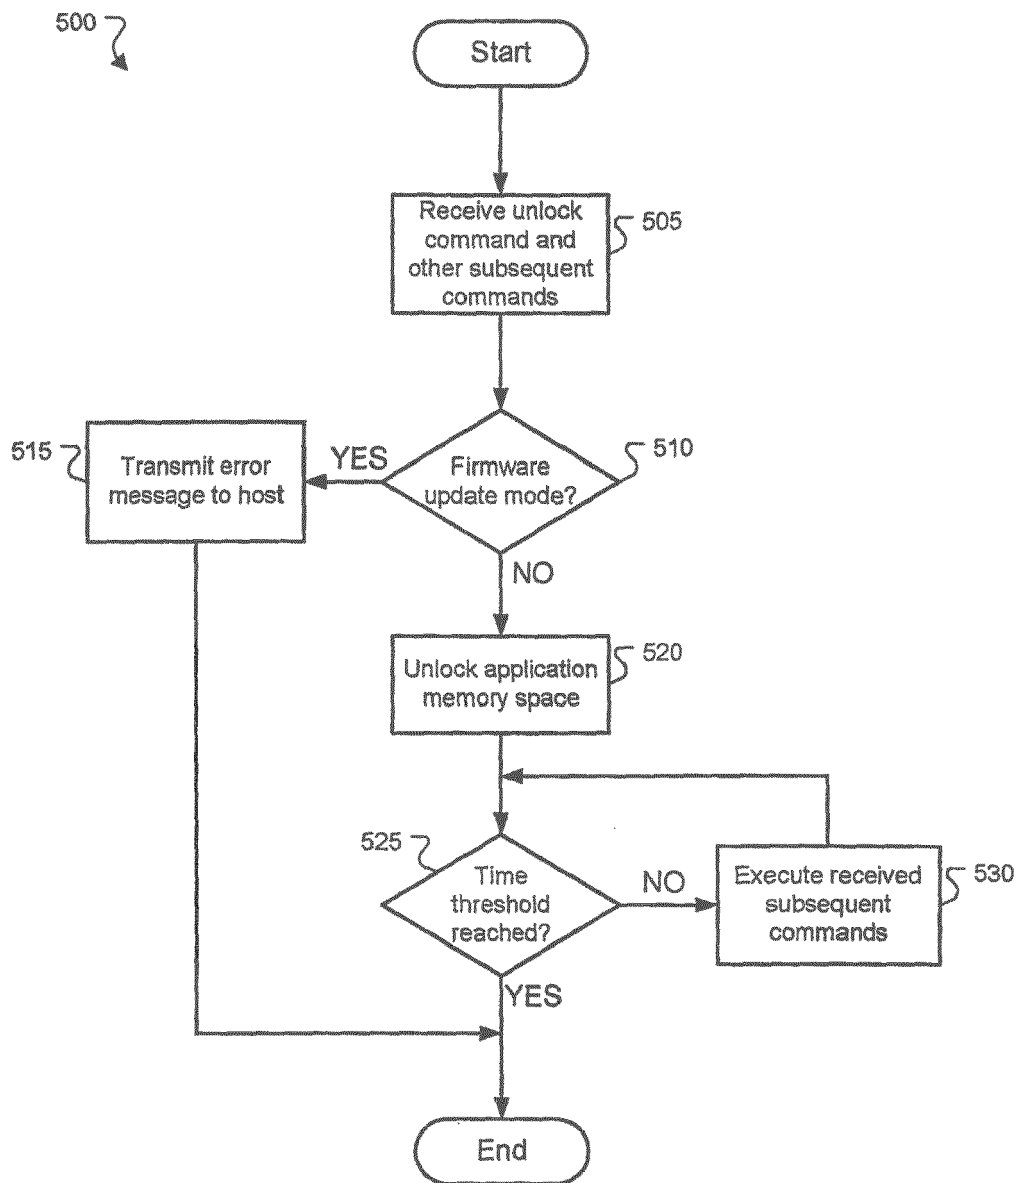 500
Start
Receive unlock
command and
other subsequent
commands
505
Firmware
update mode?
510
YES
515
Transmit error
message to host
NO
Unlock application
memory space
520
525
Time
threshold
reached?
NO
Execute received
subsequent
commands
530
YES
End